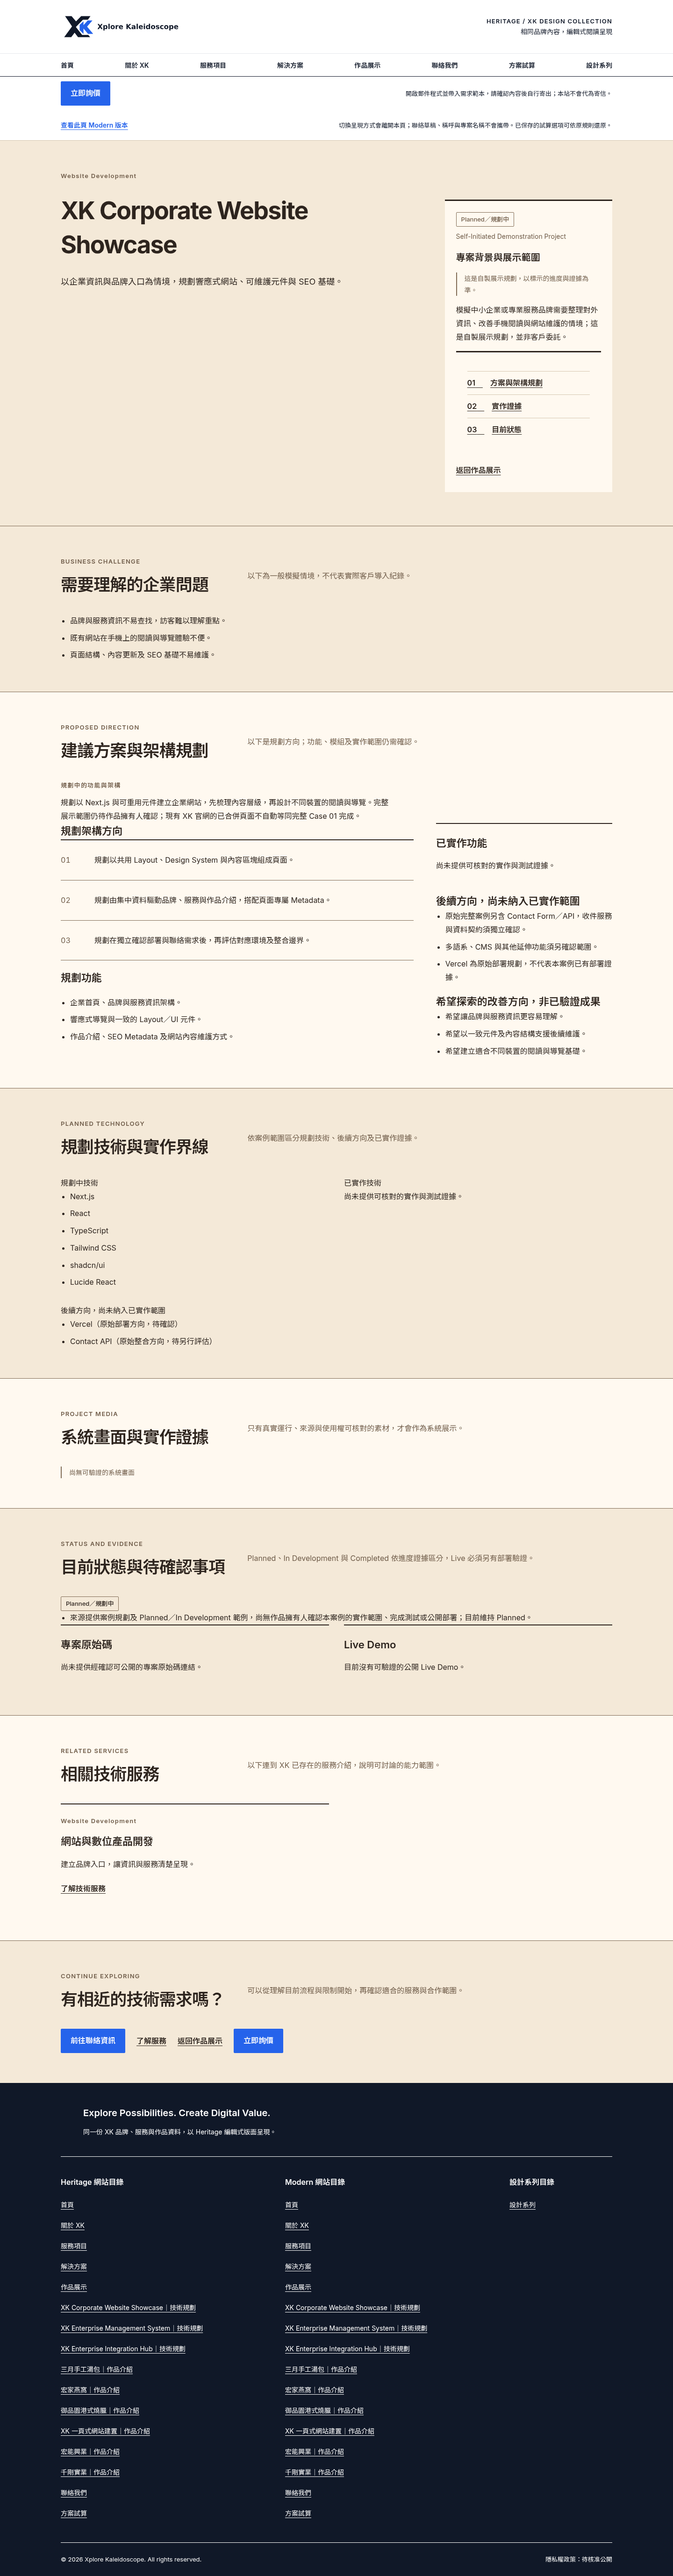 Xplore Kaleidoscope
HERITAGE / XK DESIGN COLLECTION
相同品牌內容，編輯式閱讀呈現
首頁
關於 XK
服務項目
解決方案
作品展示
聯絡我們
方案試算
設計系列
立即詢價
開啟郵件程式並帶入需求範本，請確認內容後自行寄出；本站不會代為寄信。
查看此頁 Modern 版本
切換呈現方式會離開本頁；聯絡草稿、稱呼與專案名稱不會攜帶。已保存的試算選項可依原規則還原。
Website Development
XK Corporate Website
Showcase
以企業資訊與品牌入口為情境，規劃響應式網站、可維護元件與 SEO 基礎。
Planned／規劃中
Self-Initiated Demonstration Project
專案背景與展示範圍
這是自製展示規劃，以標示的進度與證據為
準。
模擬中小企業或專業服務品牌需要整理對外
資訊、改善手機閱讀與網站維護的情境；這
是自製展示規劃，並非客戶委託。
01 方案與架構規劃
02 實作證據
03 目前狀態
返回作品展示
BUSINESS CHALLENGE
需要理解的企業問題
以下為一般模擬情境，不代表實際客戶導入紀錄。
品牌與服務資訊不易查找，訪客難以理解重點。
既有網站在手機上的閱讀與導覽體驗不便。
頁面結構、內容更新及 SEO 基礎不易維護。
PROPOSED DIRECTION
建議方案與架構規劃
以下是規劃方向；功能、模組及實作範圍仍需確認。
規劃中的功能與架構
規劃以 Next.js 與可重用元件建立企業網站，先梳理內容層級，再設計不同裝置的閱讀與導覽。完整
展示範圍仍待作品擁有人確認；現有 XK 官網的已合併頁面不自動等同完整 Case 01 完成。
規劃架構方向
01 規劃以共用 Layout、Design System 與內容區塊組成頁面。
02 規劃由集中資料驅動品牌、服務與作品介紹，搭配頁面專屬 Metadata。
03 規劃在獨立確認部署與聯絡需求後，再評估對應環境及整合邊界。
規劃功能
企業首頁、品牌與服務資訊架構。
響應式導覽與一致的 Layout／UI 元件。
作品介紹、SEO Metadata 及網站內容維護方式。
已實作功能
尚未提供可核對的實作與測試證據。
後續方向，尚未納入已實作範圍
原始完整案例另含 Contact Form／API，收件服務
與資料契約須獨立確認。
多語系、CMS 與其他延伸功能須另確認範圍。
Vercel 為原始部署規劃，不代表本案例已有部署證
據。
希望探索的改善方向，非已驗證成果
希望讓品牌與服務資訊更容易理解。
希望以一致元件及內容結構支援後續維護。
希望建立適合不同裝置的閱讀與導覽基礎。
PLANNED TECHNOLOGY
規劃技術與實作界線
依案例範圍區分規劃技術、後續方向及已實作證據。
規劃中技術
Next.js
React
TypeScript
Tailwind CSS
shadcn/ui
Lucide React
已實作技術
尚未提供可核對的實作與測試證據。
後續方向，尚未納入已實作範圍
Vercel（原始部署方向，待確認）
Contact API（原始整合方向，待另行評估）
PROJECT MEDIA
系統畫面與實作證據
只有真實運行、來源與使用權可核對的素材，才會作為系統展示。
尚無可驗證的系統畫面
STATUS AND EVIDENCE
目前狀態與待確認事項
Planned、In Development 與 Completed 依進度證據區分，Live 必須另有部署驗證。
Planned／規劃中
來源提供案例規劃及 Planned／In Development 範例，尚無作品擁有人確認本案例的實作範圍、完成測試或公開部署；目前維持 Planned。
專案原始碼
尚未提供經確認可公開的專案原始碼連結。
Live Demo
目前沒有可驗證的公開 Live Demo。
RELATED SERVICES
相關技術服務
以下連到 XK 已存在的服務介紹，說明可討論的能力範圍。
Website Development
網站與數位產品開發
建立品牌入口，讓資訊與服務清楚呈現。
了解技術服務
CONTINUE EXPLORING
有相近的技術需求嗎？
可以從理解目前流程與限制開始，再確認適合的服務與合作範圍。
前往聯絡資訊
了解服務
返回作品展示
立即詢價
Explore Possibilities. Create Digital Value.
同一份 XK 品牌、服務與作品資料，以 Heritage 編輯式版面呈現。
Heritage 網站目錄
首頁
關於 XK
服務項目
解決方案
作品展示
XK Corporate Website Showcase｜技術規劃
XK Enterprise Management System｜技術規劃
XK Enterprise Integration Hub｜技術規劃
三月手工湯包｜作品介紹
宏家燕窩｜作品介紹
御品園港式燒臘｜作品介紹
XK 一頁式網站建置｜作品介紹
宏能興業｜作品介紹
千剛實業｜作品介紹
聯絡我們
方案試算
Modern 網站目錄
首頁
關於 XK
服務項目
解決方案
作品展示
XK Corporate Website Showcase｜技術規劃
XK Enterprise Management System｜技術規劃
XK Enterprise Integration Hub｜技術規劃
三月手工湯包｜作品介紹
宏家燕窩｜作品介紹
御品園港式燒臘｜作品介紹
XK 一頁式網站建置｜作品介紹
宏能興業｜作品介紹
千剛實業｜作品介紹
聯絡我們
方案試算
設計系列目錄
設計系列
© 2026 Xplore Kaleidoscope. All rights reserved.
隱私權政策：待核准公開